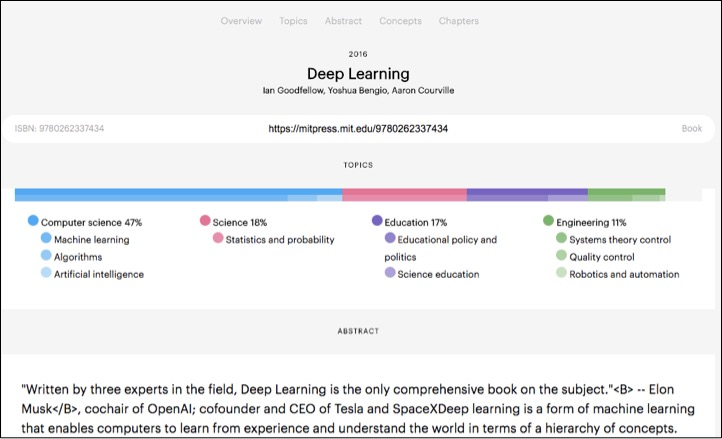 Overview Topics Abstract Concepts Chapters
2016
Deep Learning
Ian Goodfellow, Yoshua Bengio, Aaron Courville
ISBN: 9780262337434 https://mitpress.mit.edu/9780262337434 Book
TOPICS
Computer science 47% Science 18% Education 17% Engineering 11%
Machine learning Statistics and probability Educational policy and Systems theory control
Algorithms politics Quality control
Artificial intelligence Science education Robotics and automation
ABSTRACT
"Written by three experts in the field, Deep Learning is the only comprehensive book on the subject."<B> -- Elon
Musk</B>, cochair of OpenAI; cofounder and CEO of Tesla and SpaceXDeep learning is a form of machine learning
that enables computers to learn from experience and understand the world in terms of a hierarchy of concepts.